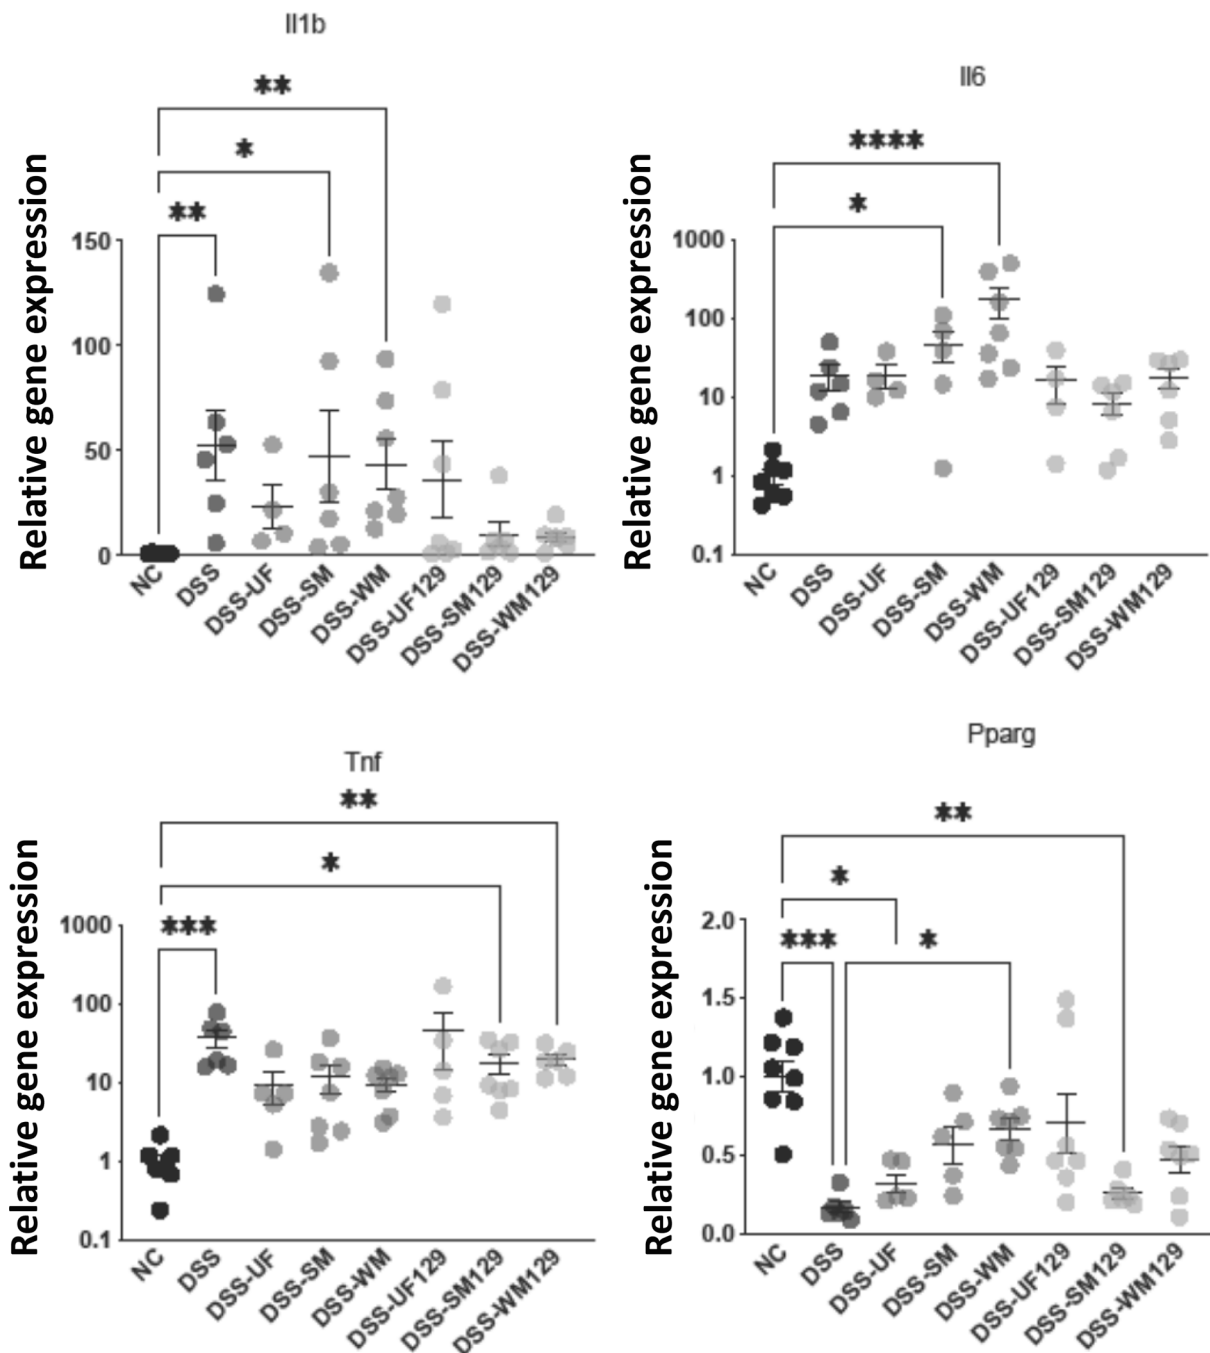 Il1b
**
*
**
Relative gene expression
150
100
50
0
NC
DSS
DSS-UF
DSS-SM
DSS-WM
DSS-UF129
DSS-SM129
DSS-WM129
Il6
****
*
Relative gene expression
1000
100
10
1
0.1
NC
DSS
DSS-UF
DSS-SM
DSS-WM
DSS-UF129
DSS-SM129
DSS-WM129
Tnf
**
*
***
Relative gene expression
1000
100
10
1
0.1
NC
DSS
DSS-UF
DSS-SM
DSS-WM
DSS-UF129
DSS-SM129
DSS-WM129
Pparg
**
*
*** *
Relative gene expression
2.0
1.5
1.0
0.5
0.0
NC
DSS
DSS-UF
DSS-SM
DSS-WM
DSS-UF129
DSS-SM129
DSS-WM129